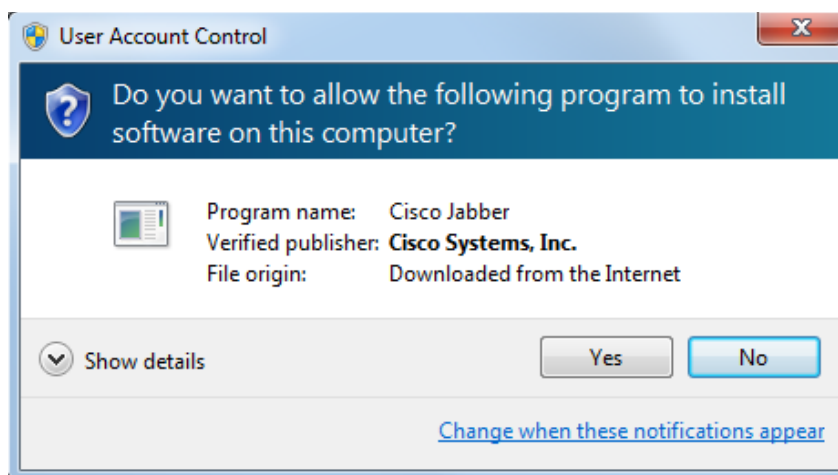 User Account Control
Do you want to allow the following program to install
software on this computer?
Program name: Cisco Jabber
Verified publisher: Cisco Systems, Inc.
File origin: Downloaded from the Internet
Show details Yes No
Change when these notifications appear